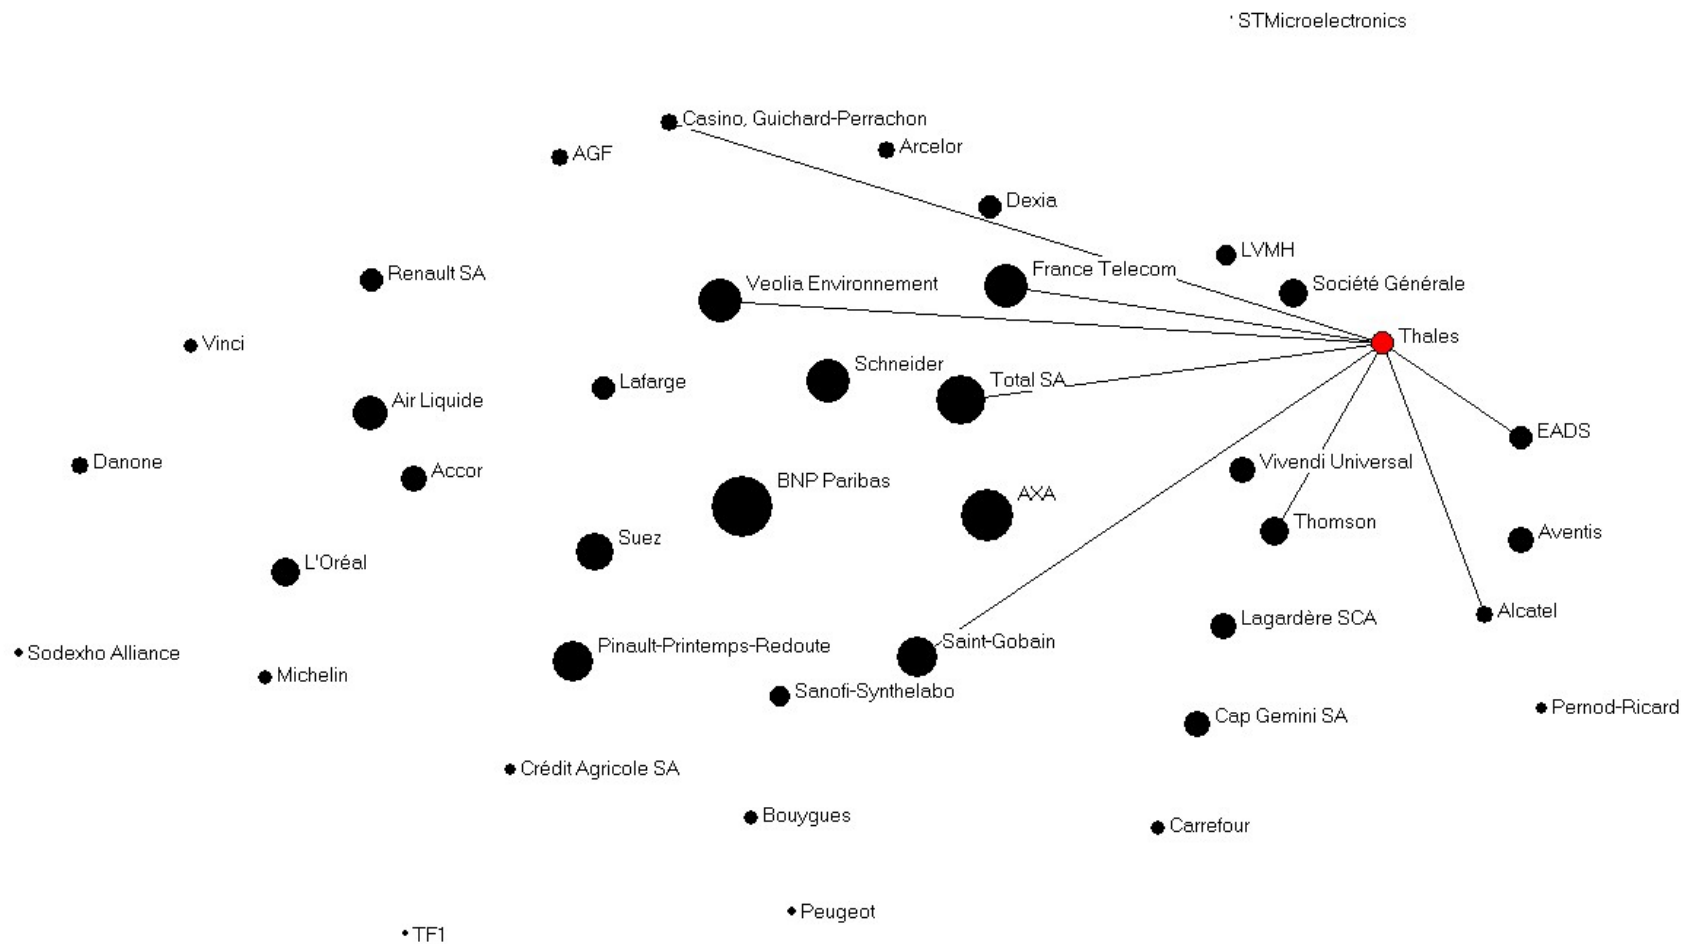 STMicroelectronics
Casino, Guichard-Perrachon
Arcelor
AGF
Dexia
LVMH
France Telecom
Renault SA
Veolia Environnement
Société Générale
Thales
Vinci
Schneider
Total SA
Lafarge
Air Liquide
EADS
Danone
Accor
Vivendi Universal
BNP Paribas
AXA
Thomson
Aventis
Suez
L'Oréal
Alcatel
Lagardère SCA
Saint-Gobain
Pinault-Printemps-Redoute
Sodexho Alliance
Michelin
Sanofi-Synthelabo
Pernod-Ricard
Cap Gemini SA
Crédit Agricole SA
Bouygues
Carrefour
Peugeot
TF1